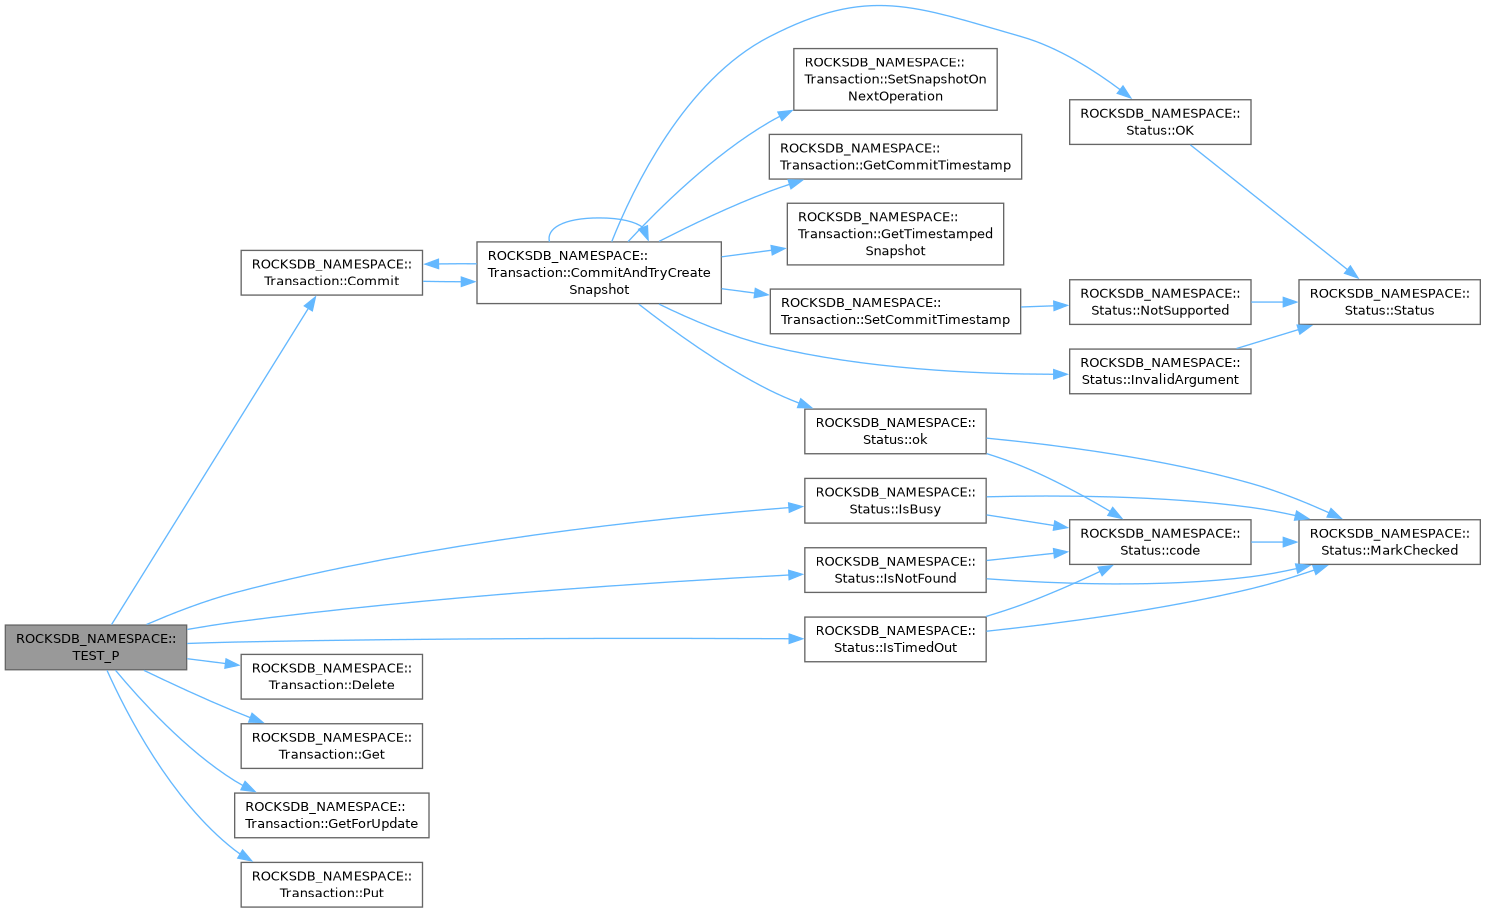 ROCKSDB_NAMESPACE::
TEST_P
ROCKSDB_NAMESPACE::
Transaction::Commit
ROCKSDB_NAMESPACE::
Transaction::CommitAndTryCreate
Snapshot
ROCKSDB_NAMESPACE::
Transaction::SetSnapshotOn
NextOperation
ROCKSDB_NAMESPACE::
Transaction::GetCommitTimestamp
ROCKSDB_NAMESPACE::
Transaction::GetTimestamped
Snapshot
ROCKSDB_NAMESPACE::
Transaction::SetCommitTimestamp
ROCKSDB_NAMESPACE::
Status::OK
ROCKSDB_NAMESPACE::
Status::NotSupported
ROCKSDB_NAMESPACE::
Status::Status
ROCKSDB_NAMESPACE::
Status::InvalidArgument
ROCKSDB_NAMESPACE::
Status::ok
ROCKSDB_NAMESPACE::
Status::IsBusy
ROCKSDB_NAMESPACE::
Status::code
ROCKSDB_NAMESPACE::
Status::MarkChecked
ROCKSDB_NAMESPACE::
Status::IsNotFound
ROCKSDB_NAMESPACE::
Status::IsTimedOut
ROCKSDB_NAMESPACE::
Transaction::Delete
ROCKSDB_NAMESPACE::
Transaction::Get
ROCKSDB_NAMESPACE::
Transaction::GetForUpdate
ROCKSDB_NAMESPACE::
Transaction::Put